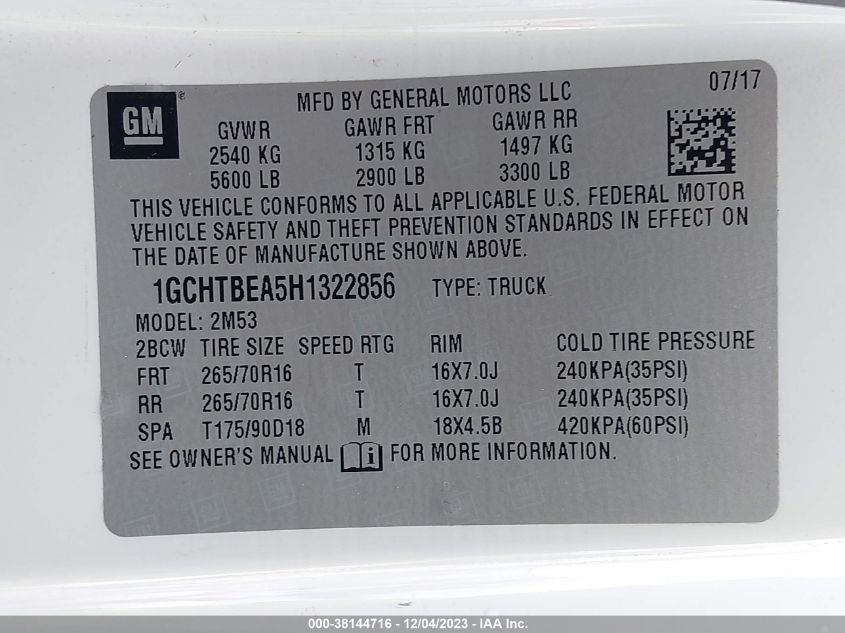 07/17
GM® MFD BY GENERAL MOTORS LLC
GVWR GAWR FRT GAWR RR
2540 KG 1315 KG 1497 KG
5600 LB 2900 LB 3300 LB
THIS VEHICLE CONFORMS TO ALL APPLICABLE U.S. FEDERAL MOTOR
VEHICLE SAFETY AND THEFT PREVENTION STANDARDS IN EFFECT ON
THE DATE OF MANUFACTURE SHOWN ABOVE.
1GCHTBEA5H1322856 TYPE: TRUCK
MODEL: 2M53
2BCW TIRE SIZE SPEED RTG RIM COLD TIRE PRESSURE
FRT 265/70R16 T 16X7.0J 240KPA(35PSI)
RR 265/70R16 T 16X7.0J 240KPA(35PSI)
SPA T175/90D18 M 18X4.5B 420KPA(60PSI)
SEE OWNER'S MANUAL i FOR MORE INFORMATION.
000-38144716 - 12/04/2023 - IAA Inc.